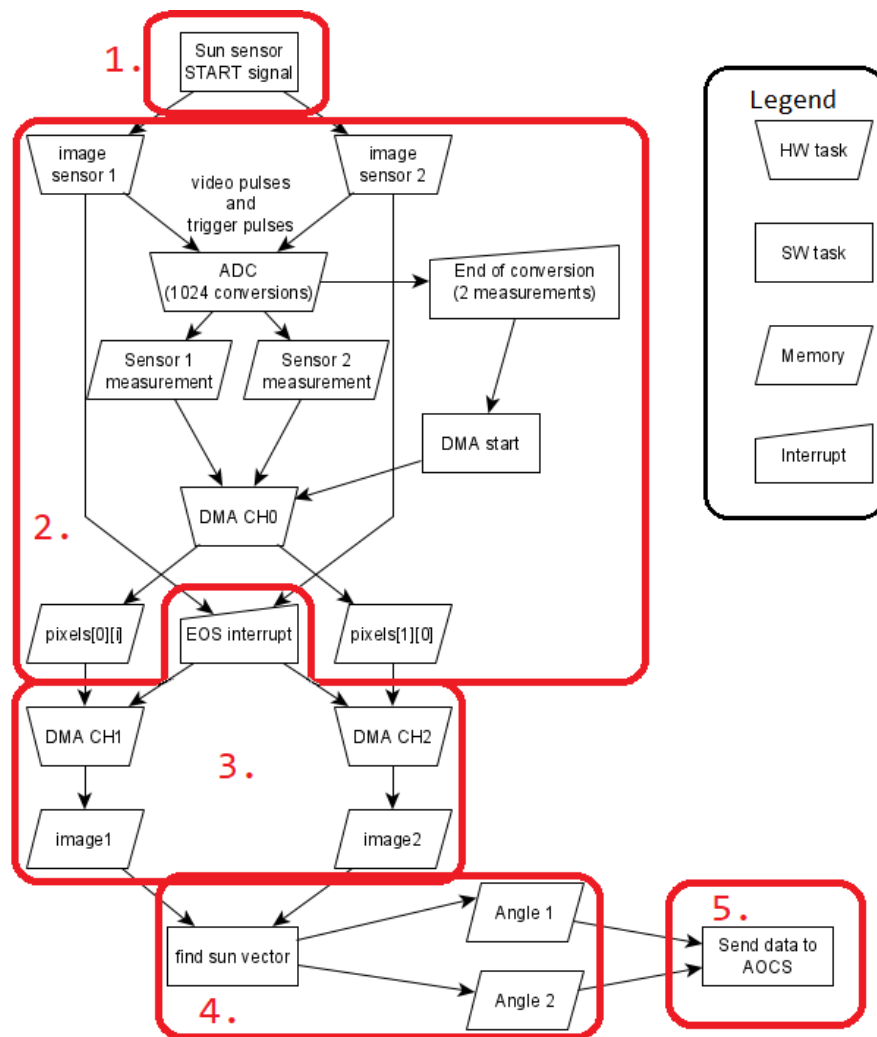 1.
Sun sensor
START signal
Legend
image
sensor 1
image
sensor 2
HW task
video pulses
and
trigger pulses
ADC
(1024 conversions)
End of conversion
(2 measurements)
SW task
Sensor 1
measurement
Sensor 2
measurement
Memory
DMA start
Interrupt
2.
DMA CH0
pixels[0][i]
EOS interrupt
pixels[1][0]
DMA CH1
DMA CH2
3.
image1
image2
Angle 1
5.
find sun vector
Send data to
AOCS
4.
Angle 2